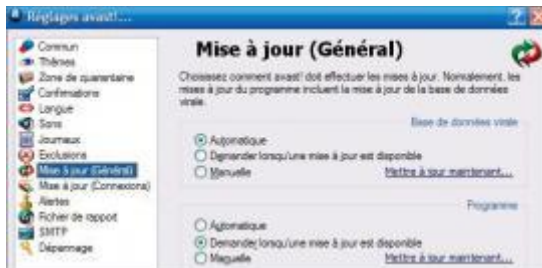 Réglages avast!...
Commun
Thèmes
Zone de quarantaine
Confirmations
Langue
Sons
Journaux
Exclusions
Mise à jour (Général)
Mise à jour (Connexions)
Alertes
Fichier de rapport
SMTP
Dépannage
Mise à jour (Général)
Choisissez comment avast! doit effectuer les mises à jour. Normalement, les
mises à jour du programme incluent la mise à jour de la base de données
virale.
Base de données virale
Automatique
Demander lorsqu'une mise à jour est disponible
Manuelle
Mettre à jour maintenant...
Programme
Automatique
Demander lorsqu'une mise à jour est disponible
Manuelle
Mettre à jour maintenant...